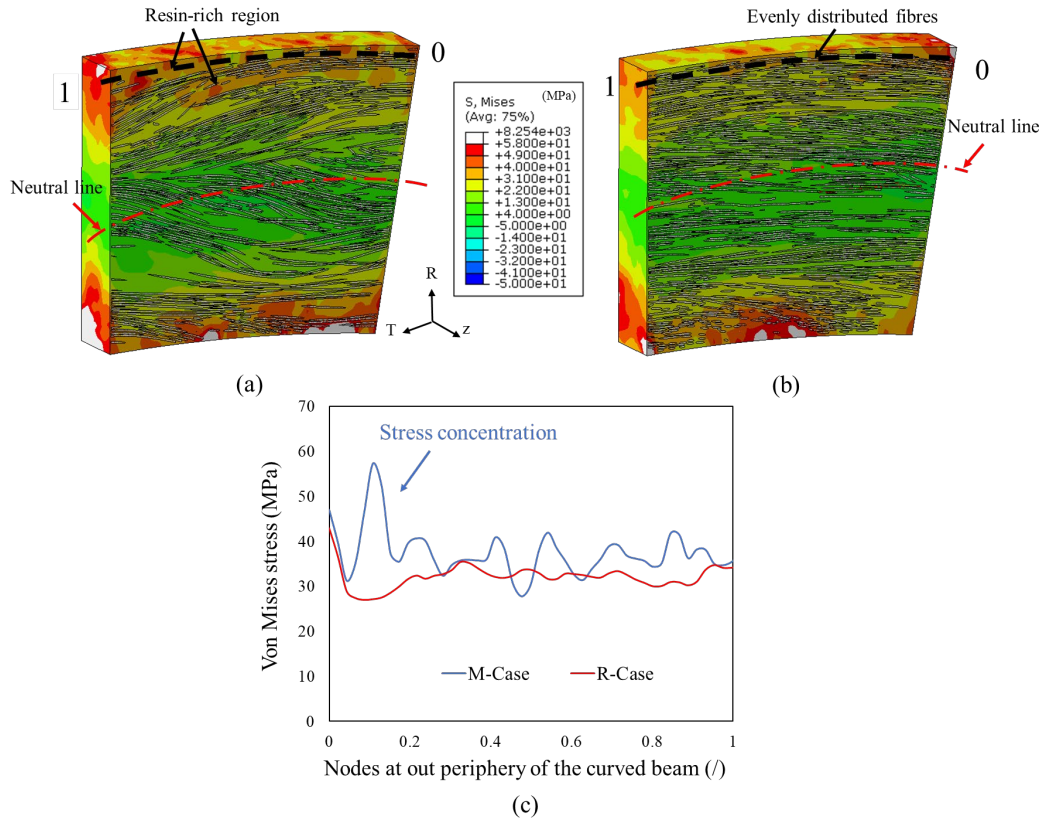 Resin-rich region
0
1
Neutral line
(MPa)
S, Mises
(Avg: 75%)
+8.254e+03
+5.800e+01
+4.900e+01
+4.000e+01
+3.100e+01
+2.200e+01
+1.300e+01
+4.000e+00
-5.000e+00
-1.400e+01
-2.300e+01
-3.200e+01
-4.100e+01
-5.000e+01
R
T
z
Evenly distributed fibres
0
1
Neutral line
(a)
(b)
Stress concentration
Von Mises stress (MPa)
70
60
50
40
30
20
10
0
M-Case
R-Case
0
0.2
0.4
0.6
0.8
1
Nodes at out periphery of the curved beam (/)
(c)